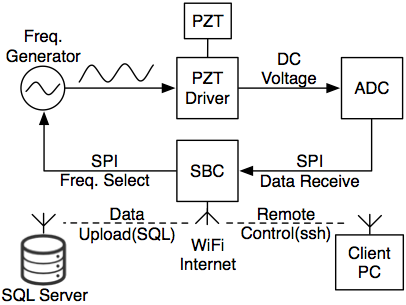 PZT
Freq.
Generator
PZT
Driver
DC
Voltage
ADC
SPI
Freq. Select
SBC
SPI
Data Receive
Data
Upload(SQL)
WiFi
Internet
Remote
Control(ssh)
Client
PC
SQL Server